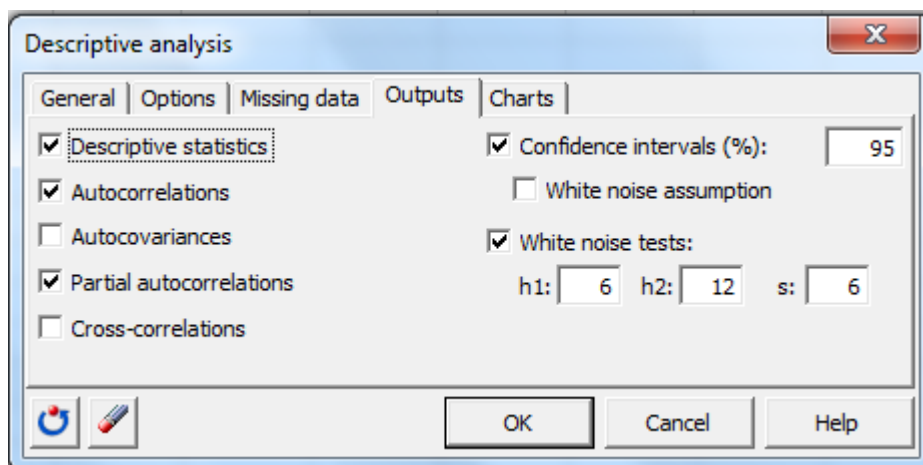 Descriptive analysis
General Options Missing data Outputs Charts
Descriptive statistics
Autocorrelations
Autocovariances
Partial autocorrelations
Cross-correlations
Confidence intervals (%): 95
White noise assumption
White noise tests:
h1: 6 h2: 12 s: 6
OK Cancel Help